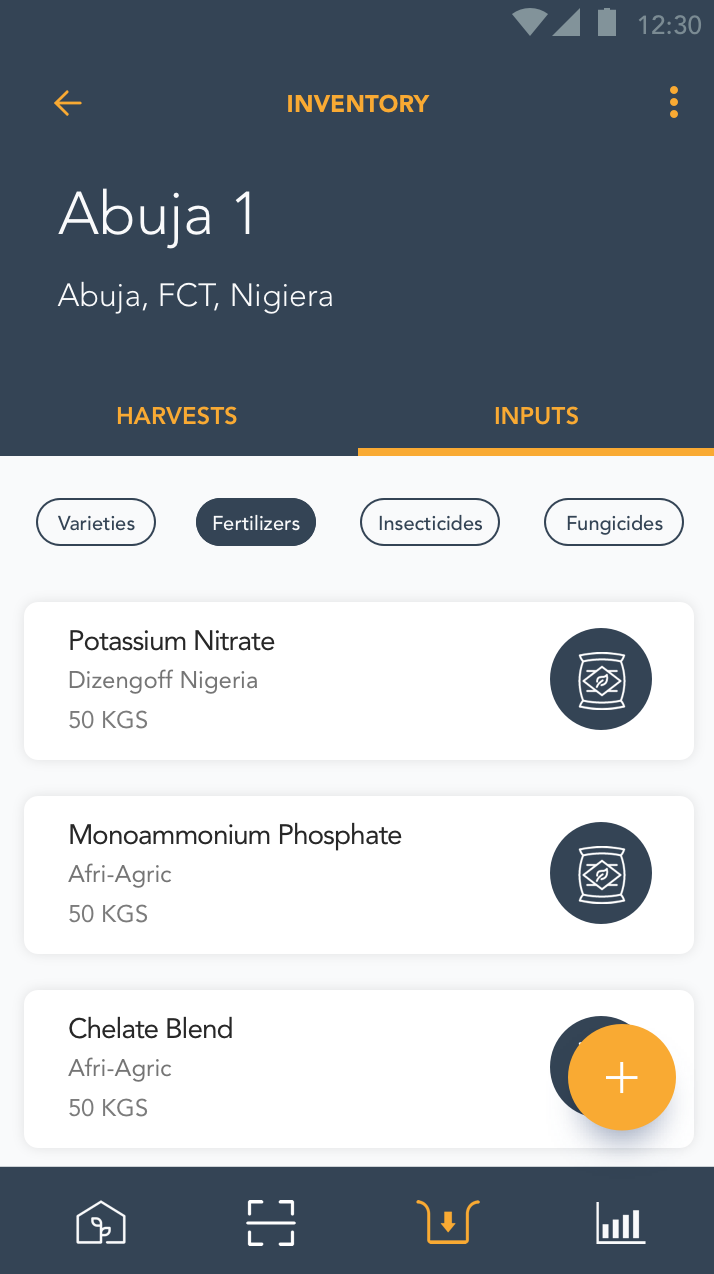 12:30
INVENTORY
Abuja 1
Abuja, FCT, Nigiera
HARVESTS INPUTS
Varieties Fertilizers Insecticides Fungicides
Potassium Nitrate
Dizengoff Nigeria
50 KGS
Monoammonium Phosphate
Afri-Agric
50 KGS
Chelate Blend
Afri-Agric
50 KGS